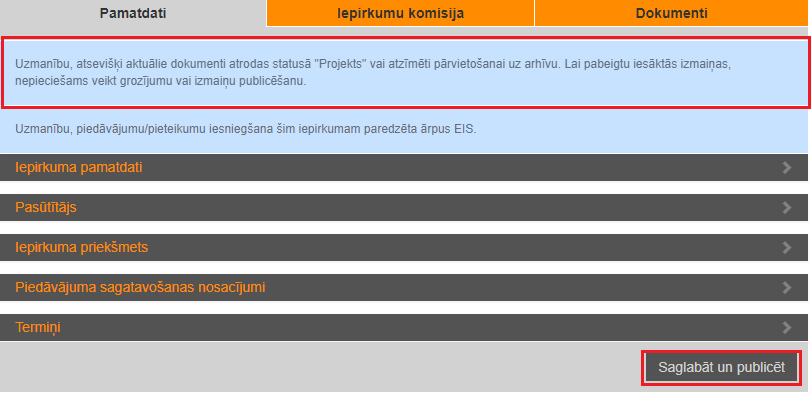 Pamatdati
Iepirkumu komisija
Dokumenti
Uzmanību, atsevišķi aktuālie dokumenti atrodas statusā "Projekts" vai atzīmēti pārvietošanai uz arhīvu. Lai pabeigtu iesāktās izmaiņas,
nepieciešams veikt grozījumu vai izmaiņu publicēšanu.
Uzmanību, piedāvājumu/pieteikumu iesniegšana šim iepirkumam paredzēta ārpus EIS.
Iepirkuma pamatdati
Pasūtītājs
Iepirkuma priekšmets
Piedāvājuma sagatavošanas nosacījumi
Termiņi
Saglabāt un publicēt